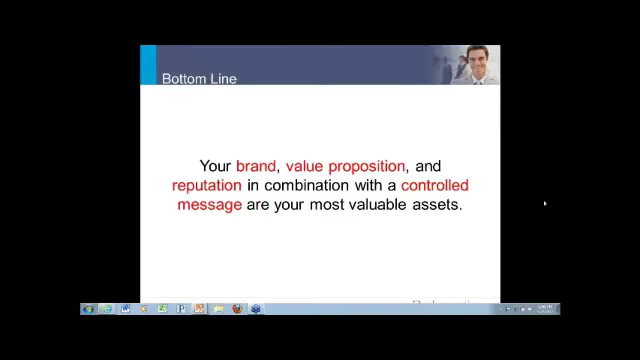 Bottom Line
Your brand, value proposition, and
reputation in combination with a controlled
message are your most valuable assets.